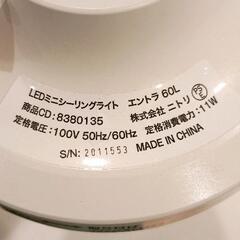 LEDミニシーリングライト エントラ 60L
商品CD:8380135 株式会社 ニトリ
定格電圧:100V 50Hz/60Hz 定格消費電力:11W
S/N: 2011553 MADE IN CHINA